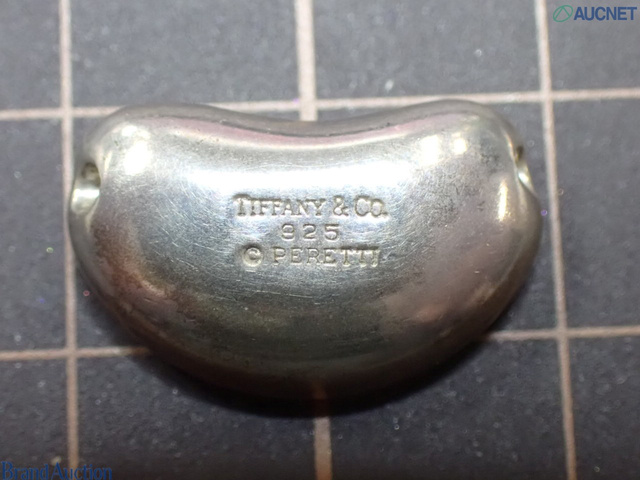 AUCNET
TIFFANY & CO.
925
© PERETTI
Brand Auction